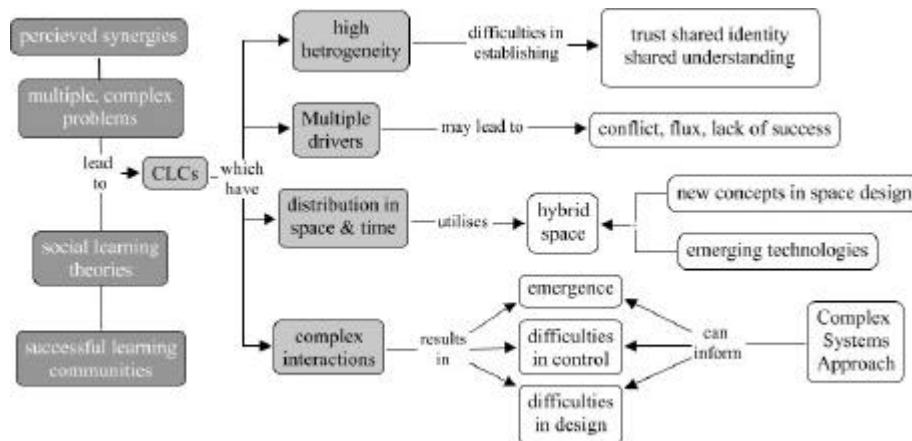 percieved synergies
multiple, complex
problems
lead
to
social learning
theories
successful learning
communities
CLCs
which
have
high
hetrogeneity
difficulties in
establishing
trust shared identity
shared understanding
Multiple
drivers
may lead to
conflict, flux, lack of success
distribution in
space & time
utilises
hybrid
space
new concepts in space design
emerging technologies
complex
interactions
results
in
emergence
difficulties
in control
difficulties
in design
can
inform
Complex
Systems
Approach